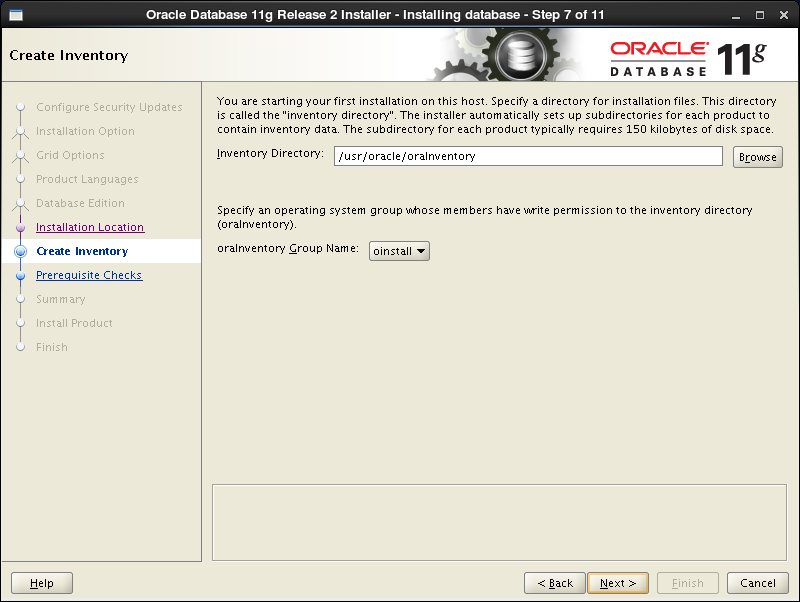 Oracle Database 11g Release 2 Installer - Installing database - Step 7 of 11
Create Inventory
ORACLE
DATABASE
11g
Configure Security Updates
Installation Option
Grid Options
Product Languages
Database Edition
Installation Location
Create Inventory
Prerequisite Checks
Summary
Install Product
Finish
You are starting your first installation on this host. Specify a directory for installation files. This directory
is called the "inventory directory". The installer automatically sets up subdirectories for each product to
contain inventory data. The subdirectory for each product typically requires 150 kilobytes of disk space.
Inventory Directory: /usr/oracle/oraInventory Browse
Specify an operating system group whose members have write permission to the inventory directory
(oraInventory).
oraInventory Group Name: oinstall
Help < Back Next > Finish Cancel